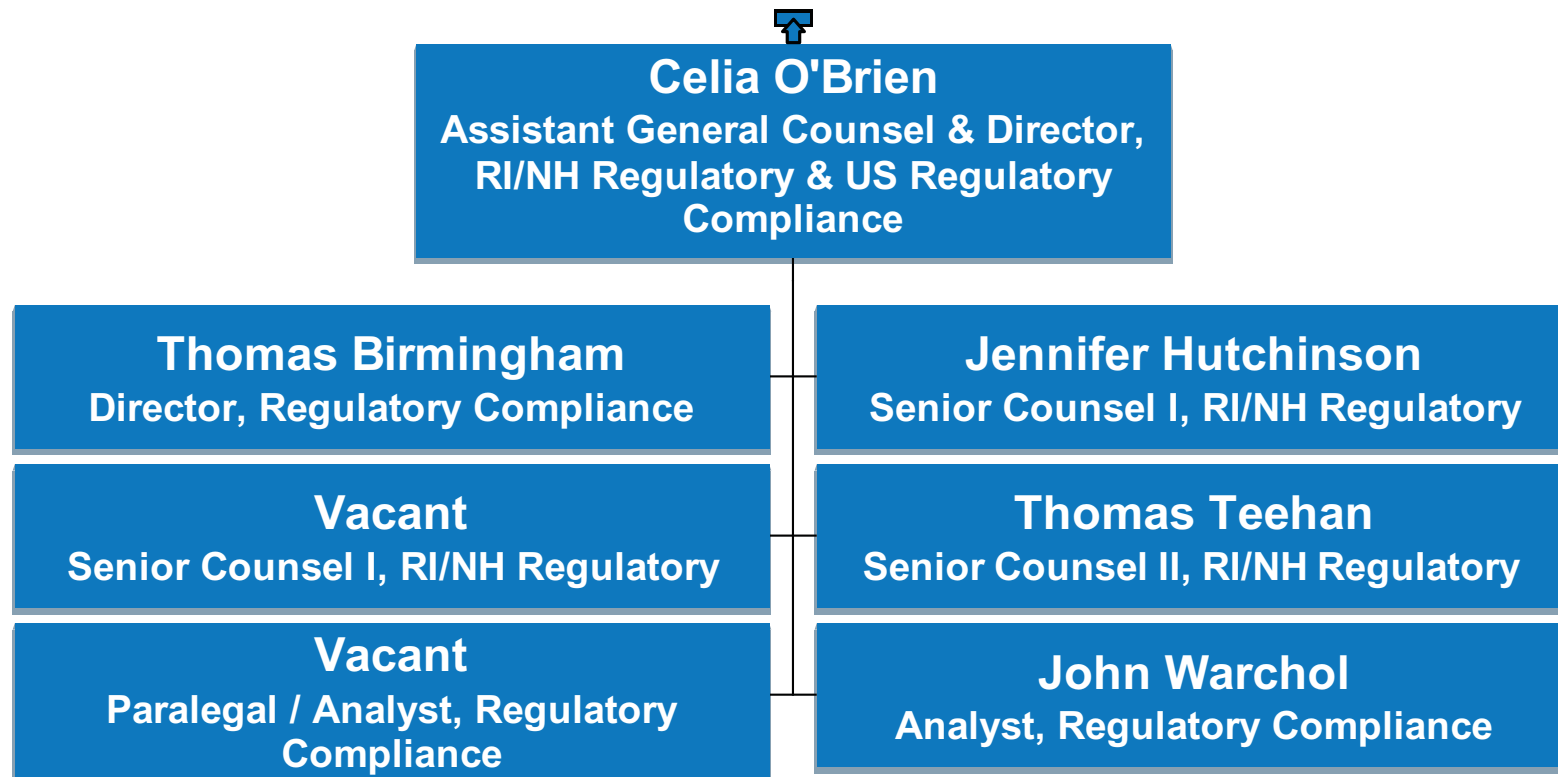 Celia O'Brien
Assistant General Counsel & Director,
RI/NH Regulatory & US Regulatory
Compliance
Thomas Birmingham
Director, Regulatory Compliance
Jennifer Hutchinson
Senior Counsel I, RI/NH Regulatory
Vacant
Senior Counsel I, RI/NH Regulatory
Thomas Teehan
Senior Counsel II, RI/NH Regulatory
Vacant
Paralegal / Analyst, Regulatory
Compliance
John Warchol
Analyst, Regulatory Compliance